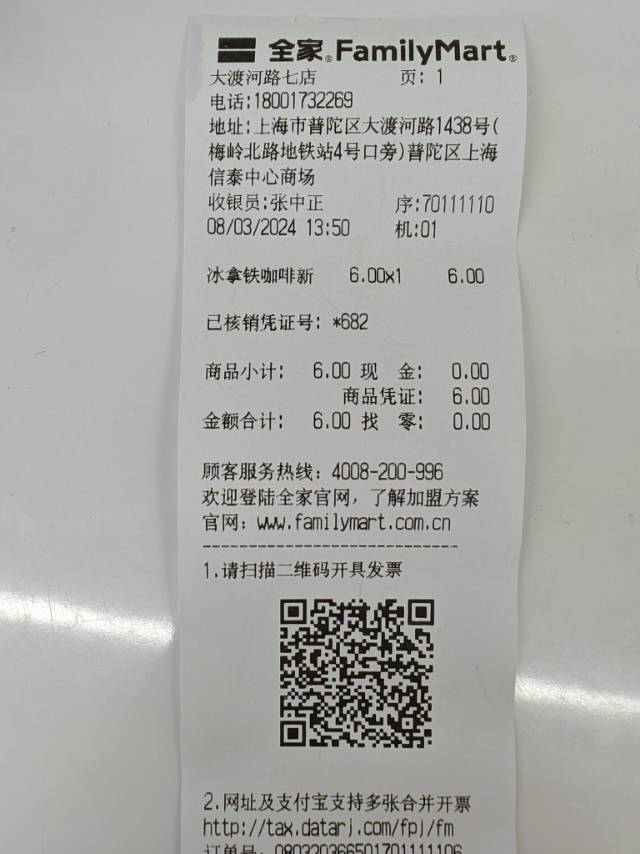 全家® FamilyMart®
大渡河路七店 页: 1
电话:18001732269
地址:上海市普陀区大渡河路1438号(
梅岭北路地铁站4号口旁)普陀区上海
信泰中心商场
收银员:张中正 序:70111110
08/03/2024 13:50 机:01
冰拿铁咖啡新 6.00x1 6.00
已核销凭证号: *682
商品小计: 6.00 现 金: 0.00
商品凭证: 6.00
金额合计: 6.00 找 零: 0.00
顾客服务热线: 4008-200-996
欢迎登陆全家官网，了解加盟方案
官网: www.familymart.com.cn
1.请扫描二维码开具发票
2.网址及支付宝支持多张合并开票
http://tax.datarj.com/fpj/fm
订单号: